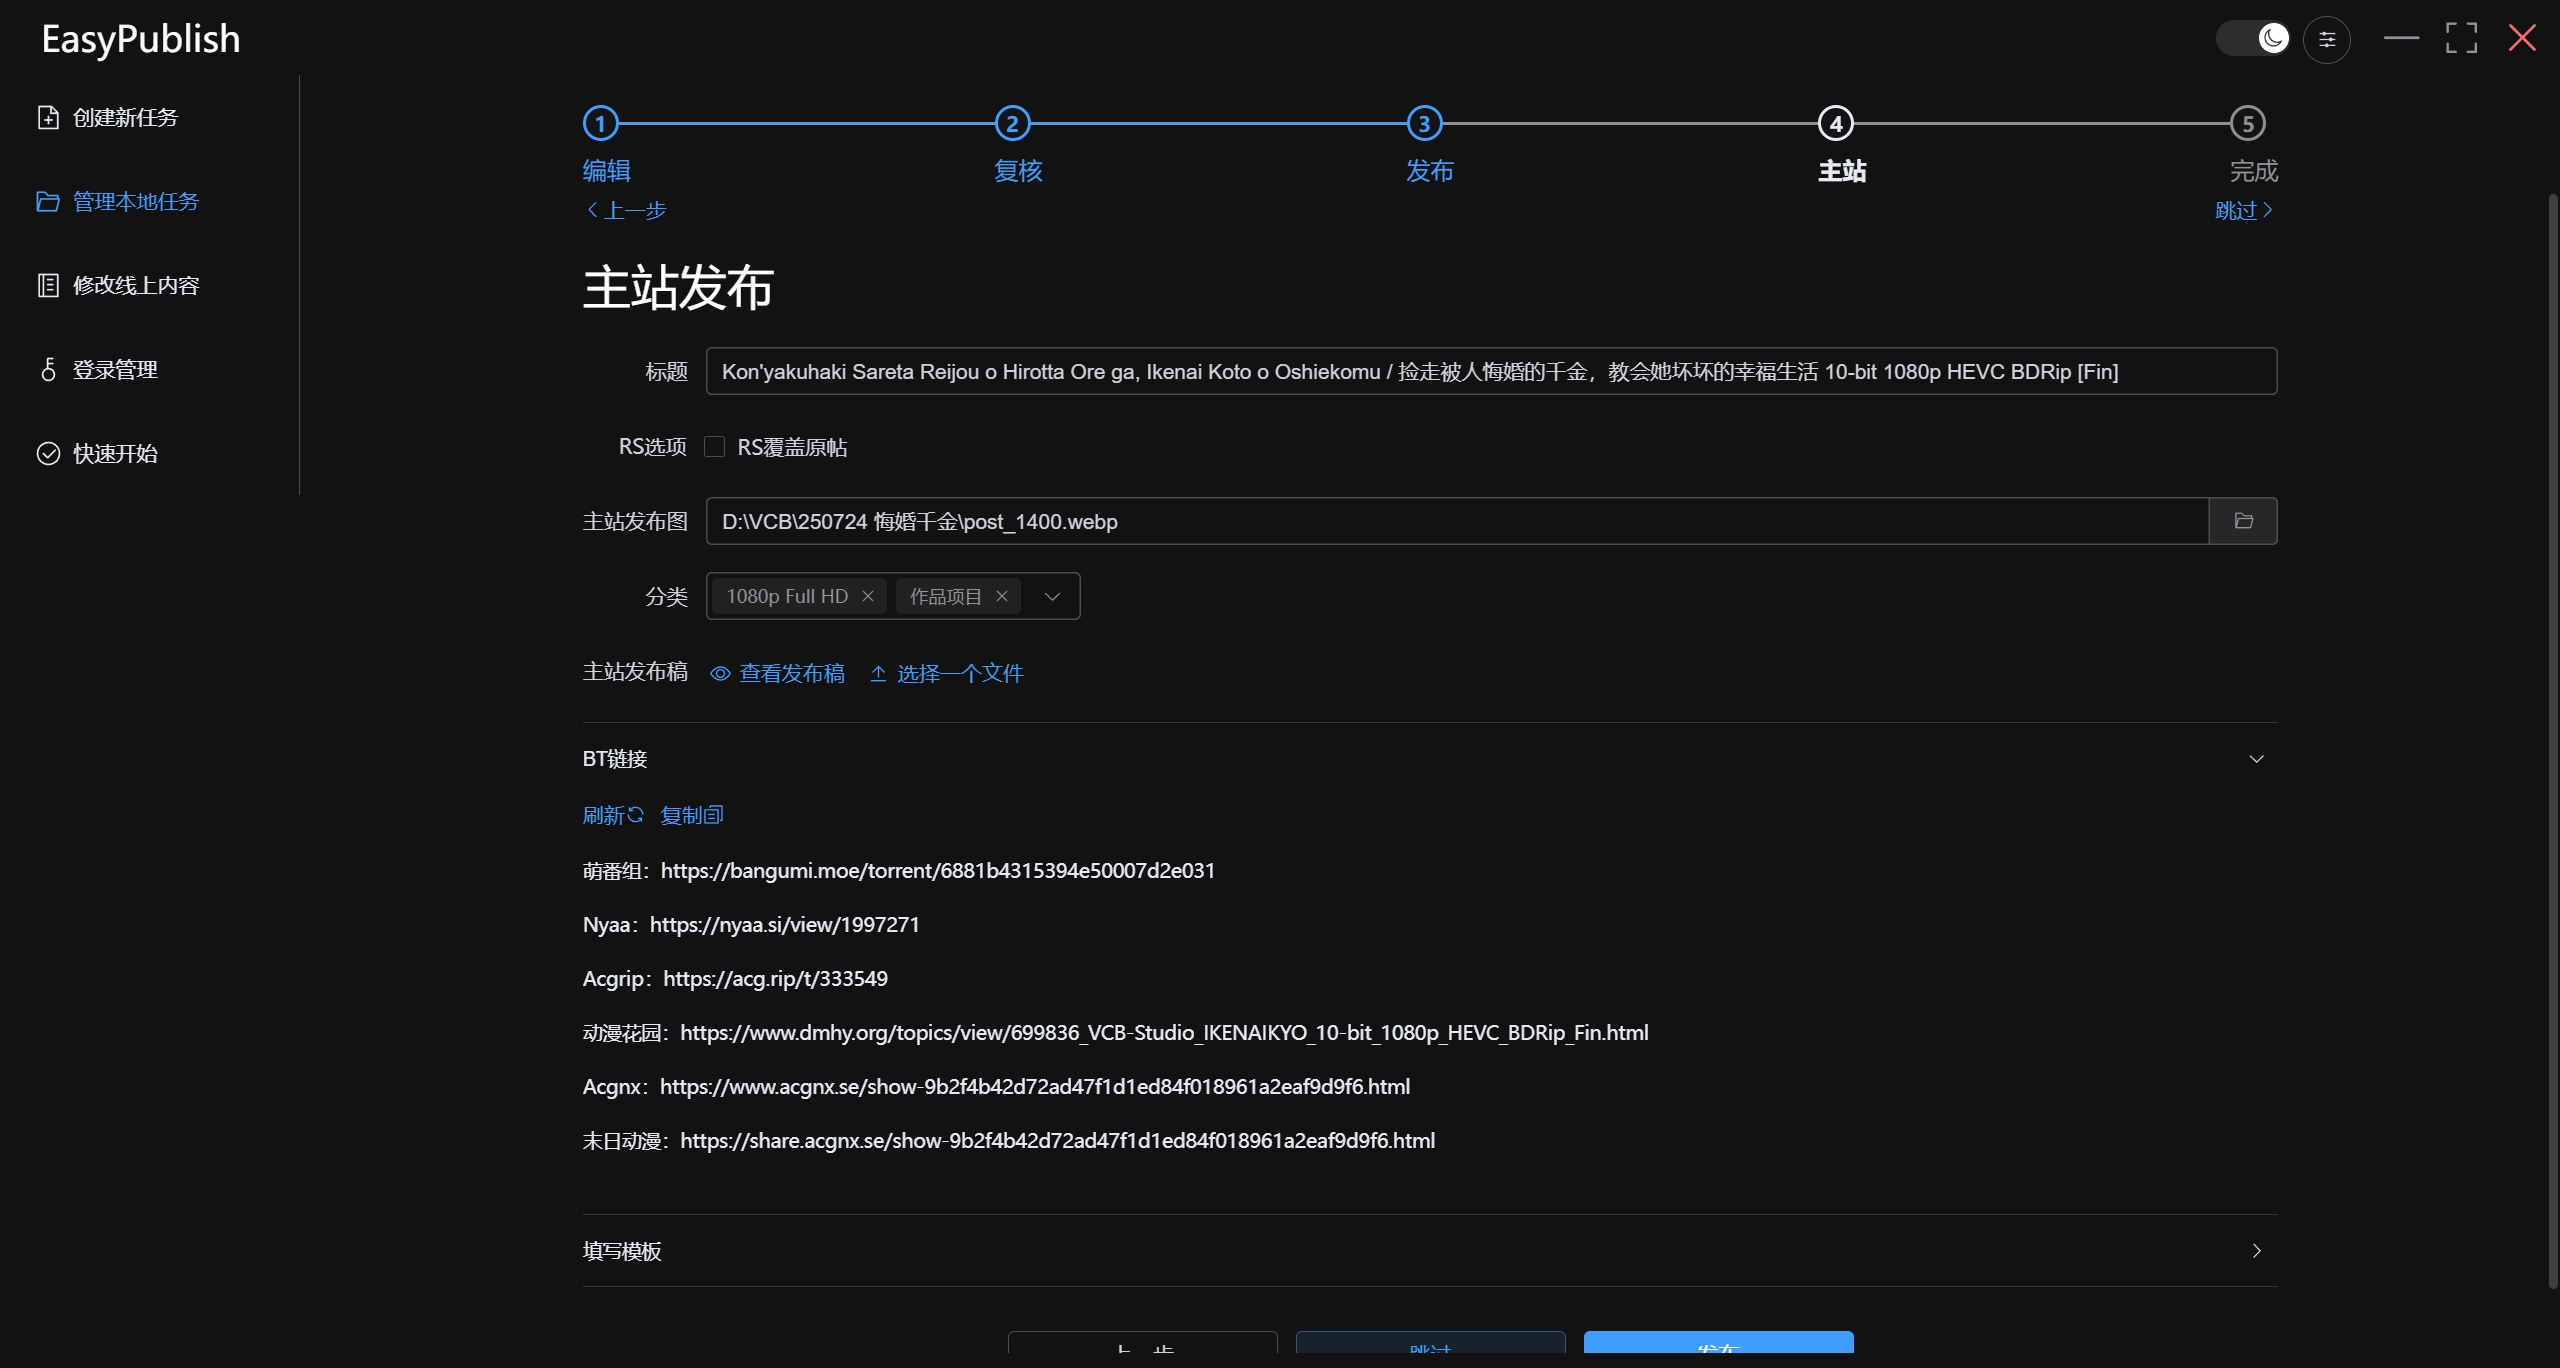 EasyPublish
创建新任务
管理本地任务
修改线上内容
登录管理
快速开始
1
2
3
4
5
编辑
复核
发布
主站
完成
上一步
跳过
主站发布
标题
Kon'yakuhaki Sareta Reijou o Hirotta Ore ga, Ikenai Koto o Oshiekomu / 捡走被人悔婚的千金，教会她坏坏的幸福生活 10-bit 1080p HEVC BDRip [Fin]
RS选项
RS覆盖原帖
主站发布图
D:\VCB\250724 悔婚千金\post_1400.webp
分类
1080p Full HD
作品项目
主站发布稿
查看发布稿
选择一个文件
BT链接
刷新
复制
萌番组：https://bangumi.moe/torrent/6881b4315394e50007d2e031
Nyaa：https://nyaa.si/view/1997271
Acgrip：https://acg.rip/t/333549
动漫花园：https://www.dmhy.org/topics/view/699836_VCB-Studio_IKENAIKYO_10-bit_1080p_HEVC_BDRip_Fin.html
Acgnx：https://www.acgnx.se/show-9b2f4b42d72ad47f1d1ed84f018961a2eaf9d9f6.html
末日动漫：https://share.acgnx.se/show-9b2f4b42d72ad47f1d1ed84f018961a2eaf9d9f6.html
填写模板
上一步
跳过
发布